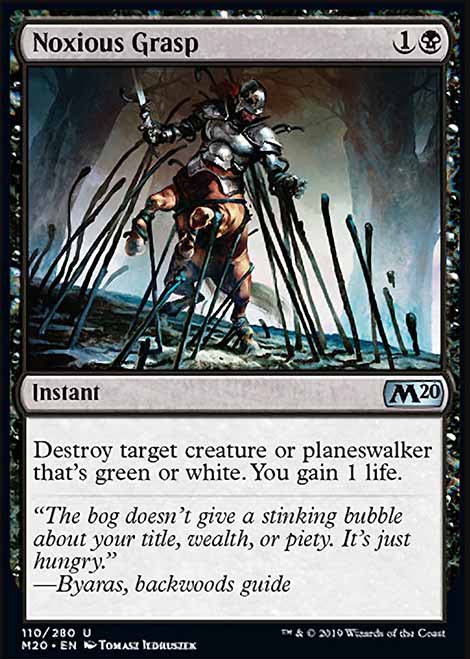 Noxious Grasp 1
Instant
M20
Destroy target creature or planeswalker
that's green or white. You gain 1 life.
“The bog doesn't give a stinking bubble
about your title, wealth, or piety. It's just
hungry.”
—Byaras, backwoods guide
110/280 U
M20 • EN Tomasz Jedruszek
™ & © 2019 Wizards of the Coast